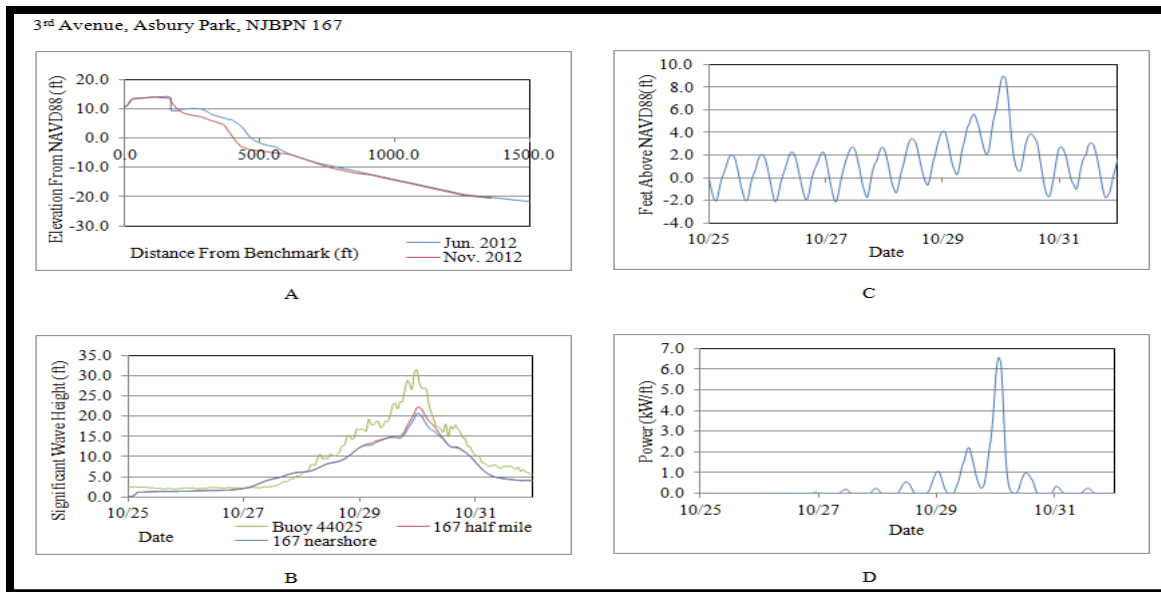 3rd Avenue, Asbury Park, NJBPN 167
Elevation From NAVD88 (ft)
20.0
10.0
0.0
-10.0
-20.0
-30.0
0.0 500.0 1000.0 1500.0
Distance From Benchmark (ft)
Jun. 2012
Nov. 2012
A
Feet Above NAVD88(ft)
10.0
8.0
6.0
4.0
2.0
0.0
-2.0
-4.0
10/25 10/27 10/29 10/31
Date
C
Significant Wave Height (ft)
35.0
30.0
25.0
20.0
15.0
10.0
5.0
0.0
10/25 10/27 10/29 10/31
Date
Buoy 44025
167 half mile
167 nearshore
B
Power (kW/ft)
7.0
6.0
5.0
4.0
3.0
2.0
1.0
0.0
10/25 10/27 10/29 10/31
Date
D